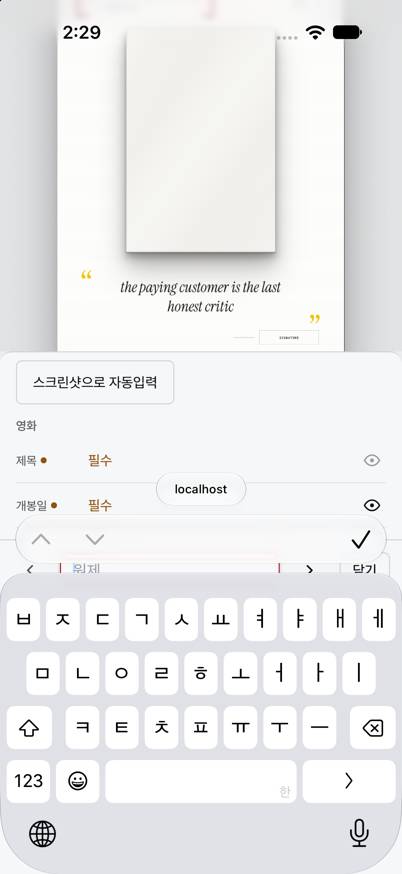 2:29
“
the paying customer is the last
honest critic
”
SIGNATURE
스크린샷으로 자동입력
영화
제목 필수
localhost
개봉일 필수
원제
닫기
ㅂ ㅈ ㄷ ㄱ ㅅ ㅛ ㅕ ㅑ ㅐ ㅔ
ㅁ ㄴ ㅇ ㄹ ㅎ ㅗ ㅓ ㅏ ㅣ
ㅋ ㅌ ㅊ ㅍ ㅠ ㅜ ㅡ
123 한